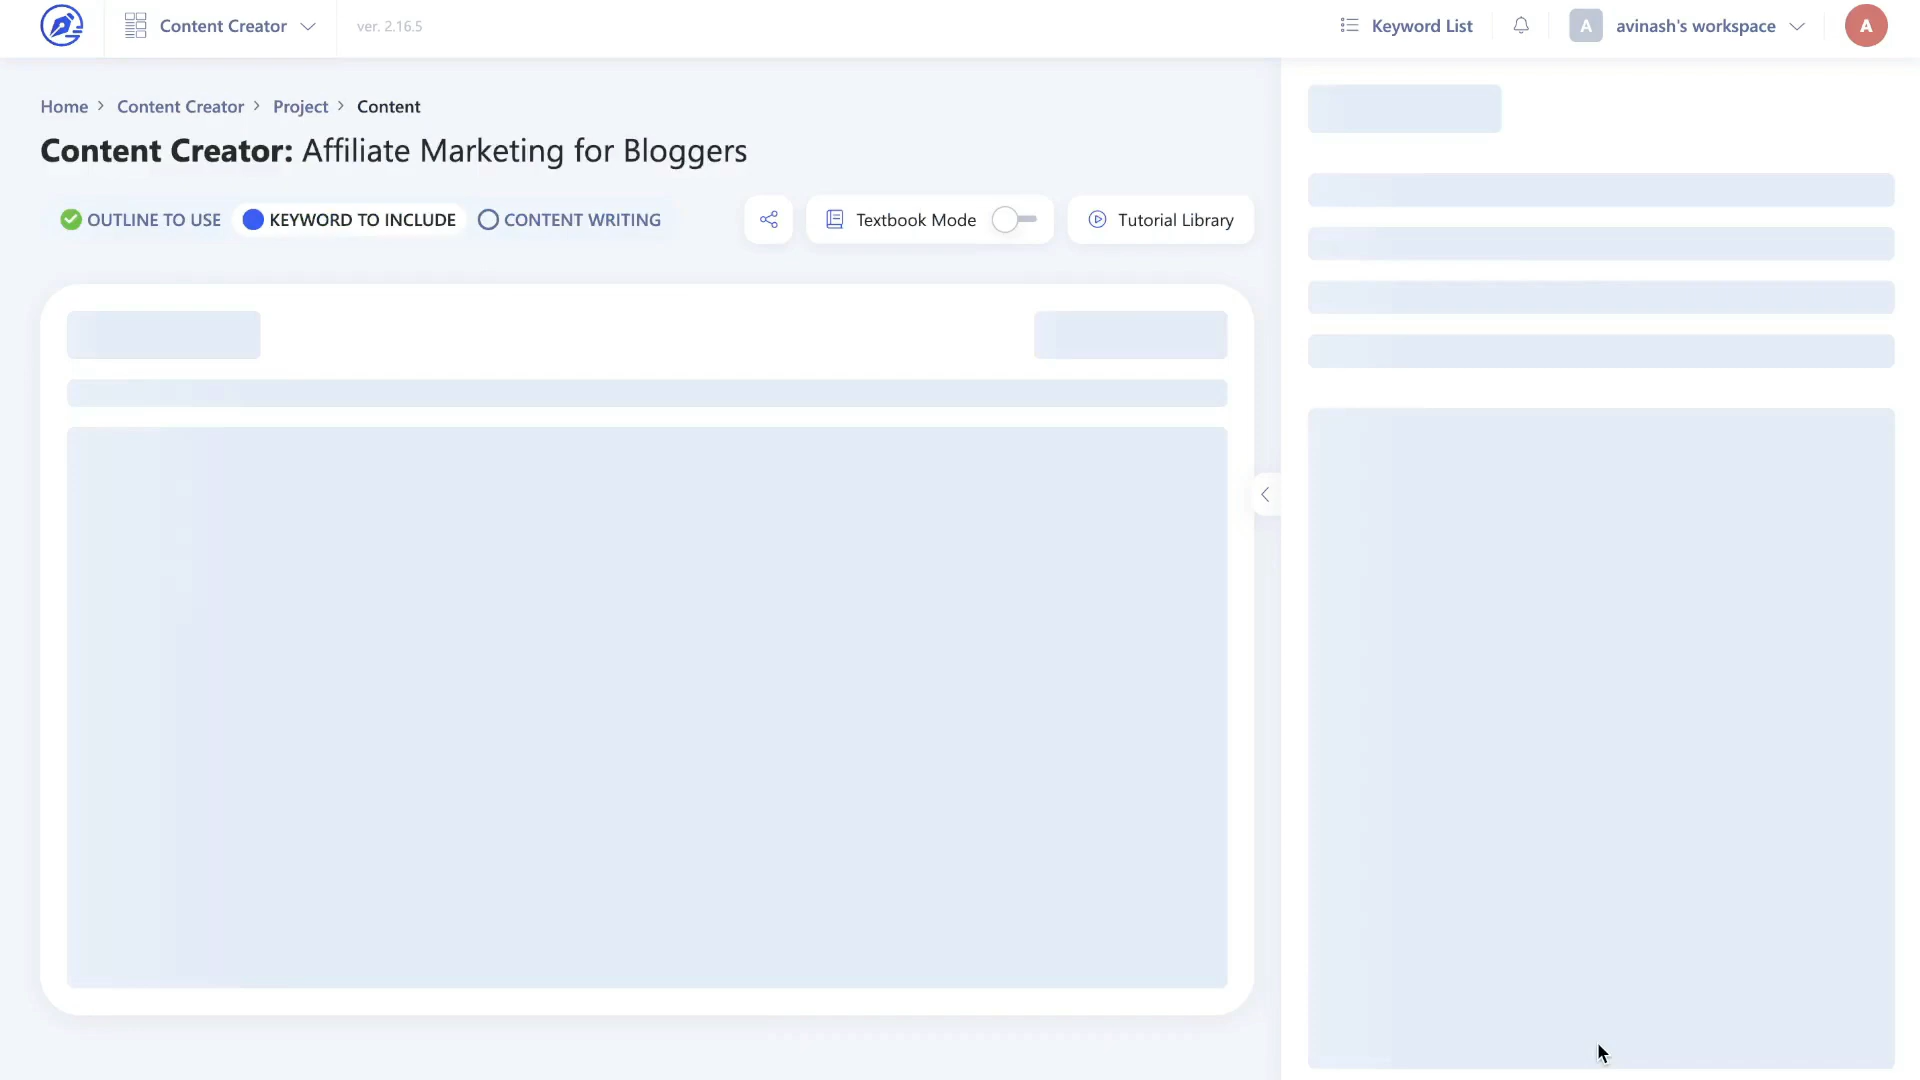 Content Creator
ver. 2.16.5
Keyword List
A
avinash's workspace
A
Home > Content Creator > Project > Content
Content Creator: Affiliate Marketing for Bloggers
OUTLINE TO USE
KEYWORD TO INCLUDE
CONTENT WRITING
Textbook Mode
Tutorial Library